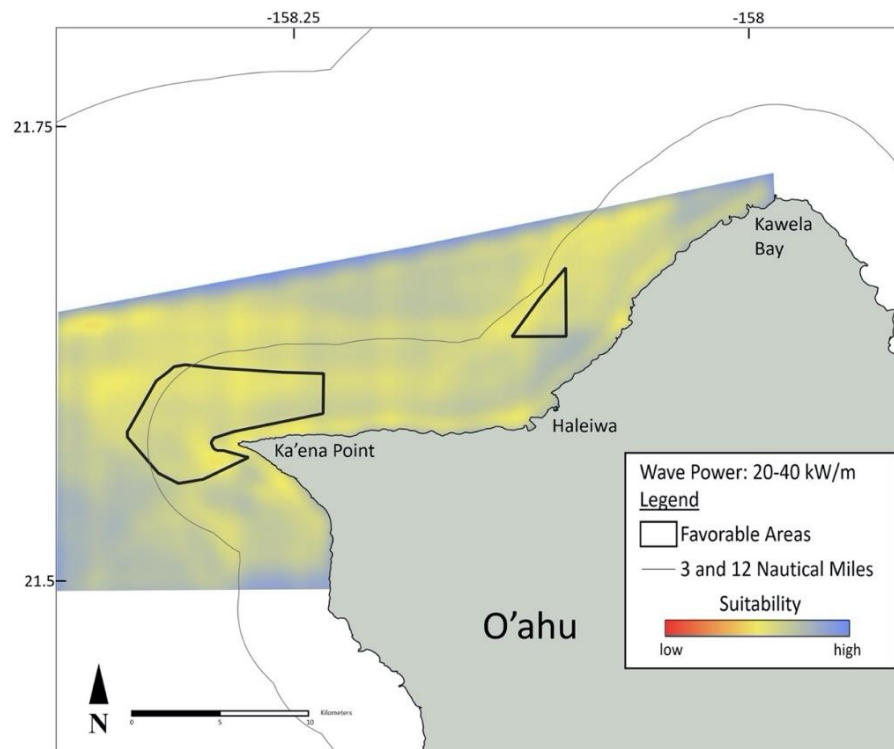 -158.25
-158
21.75
Kawela
Bay
Haleiwa
Ka'ena Point
21.5
O'ahu
Wave Power: 20-40 kW/m
Legend
Favorable Areas
3 and 12 Nautical Miles
Suitability
low
high
N
0
5
10
Kilometers